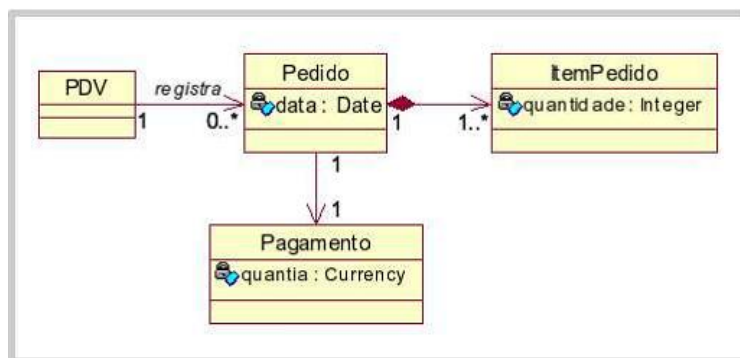 PDV
registra
1
0..*
Pedido
data : Date
1
1..*
ItemPedido
quantidade : Integer
1
1
Pagamento
quantia : Currency